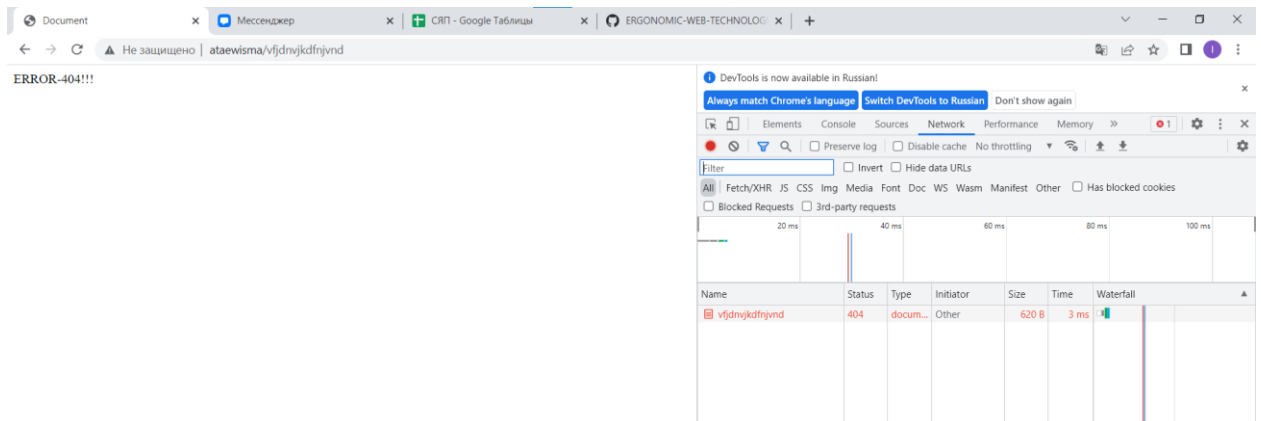 Document
Мессенджер
СЯП - Google Таблицы
ERGONOMIC-WEB-TECHNOLOG
Не защищено | ataewisma/vfjdnvjkdfnjvnd
I
ERROR-404!!!
DevTools is now available in Russian!
Always match Chrome's language Switch DevTools to Russian Don't show again
Elements Console Sources Network Performance Memory 1
Preserve log Disable cache No throttling
Filter Invert Hide data URLs
All Fetch/XHR JS CSS Img Media Font Doc WS Wasm Manifest Other Has blocked cookies
Blocked Requests 3rd-party requests
20 ms 40 ms 60 ms 80 ms 100 ms
Name Status Type Initiator Size Time Waterfall
vfjdnvjkdfnjvnd 404 docum... Other 620 B 3 ms